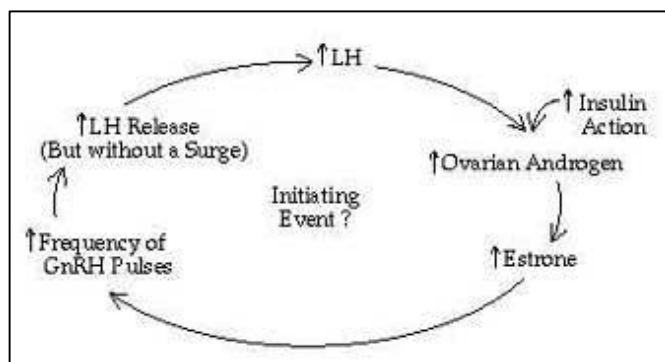 ↑LH
↑Insulin
Action
↑Ovarian Androgen
↑Estrone
↑Frequency of
GnRH Pulses
↑LH Release
(But without a Surge)
Initiating
Event ?